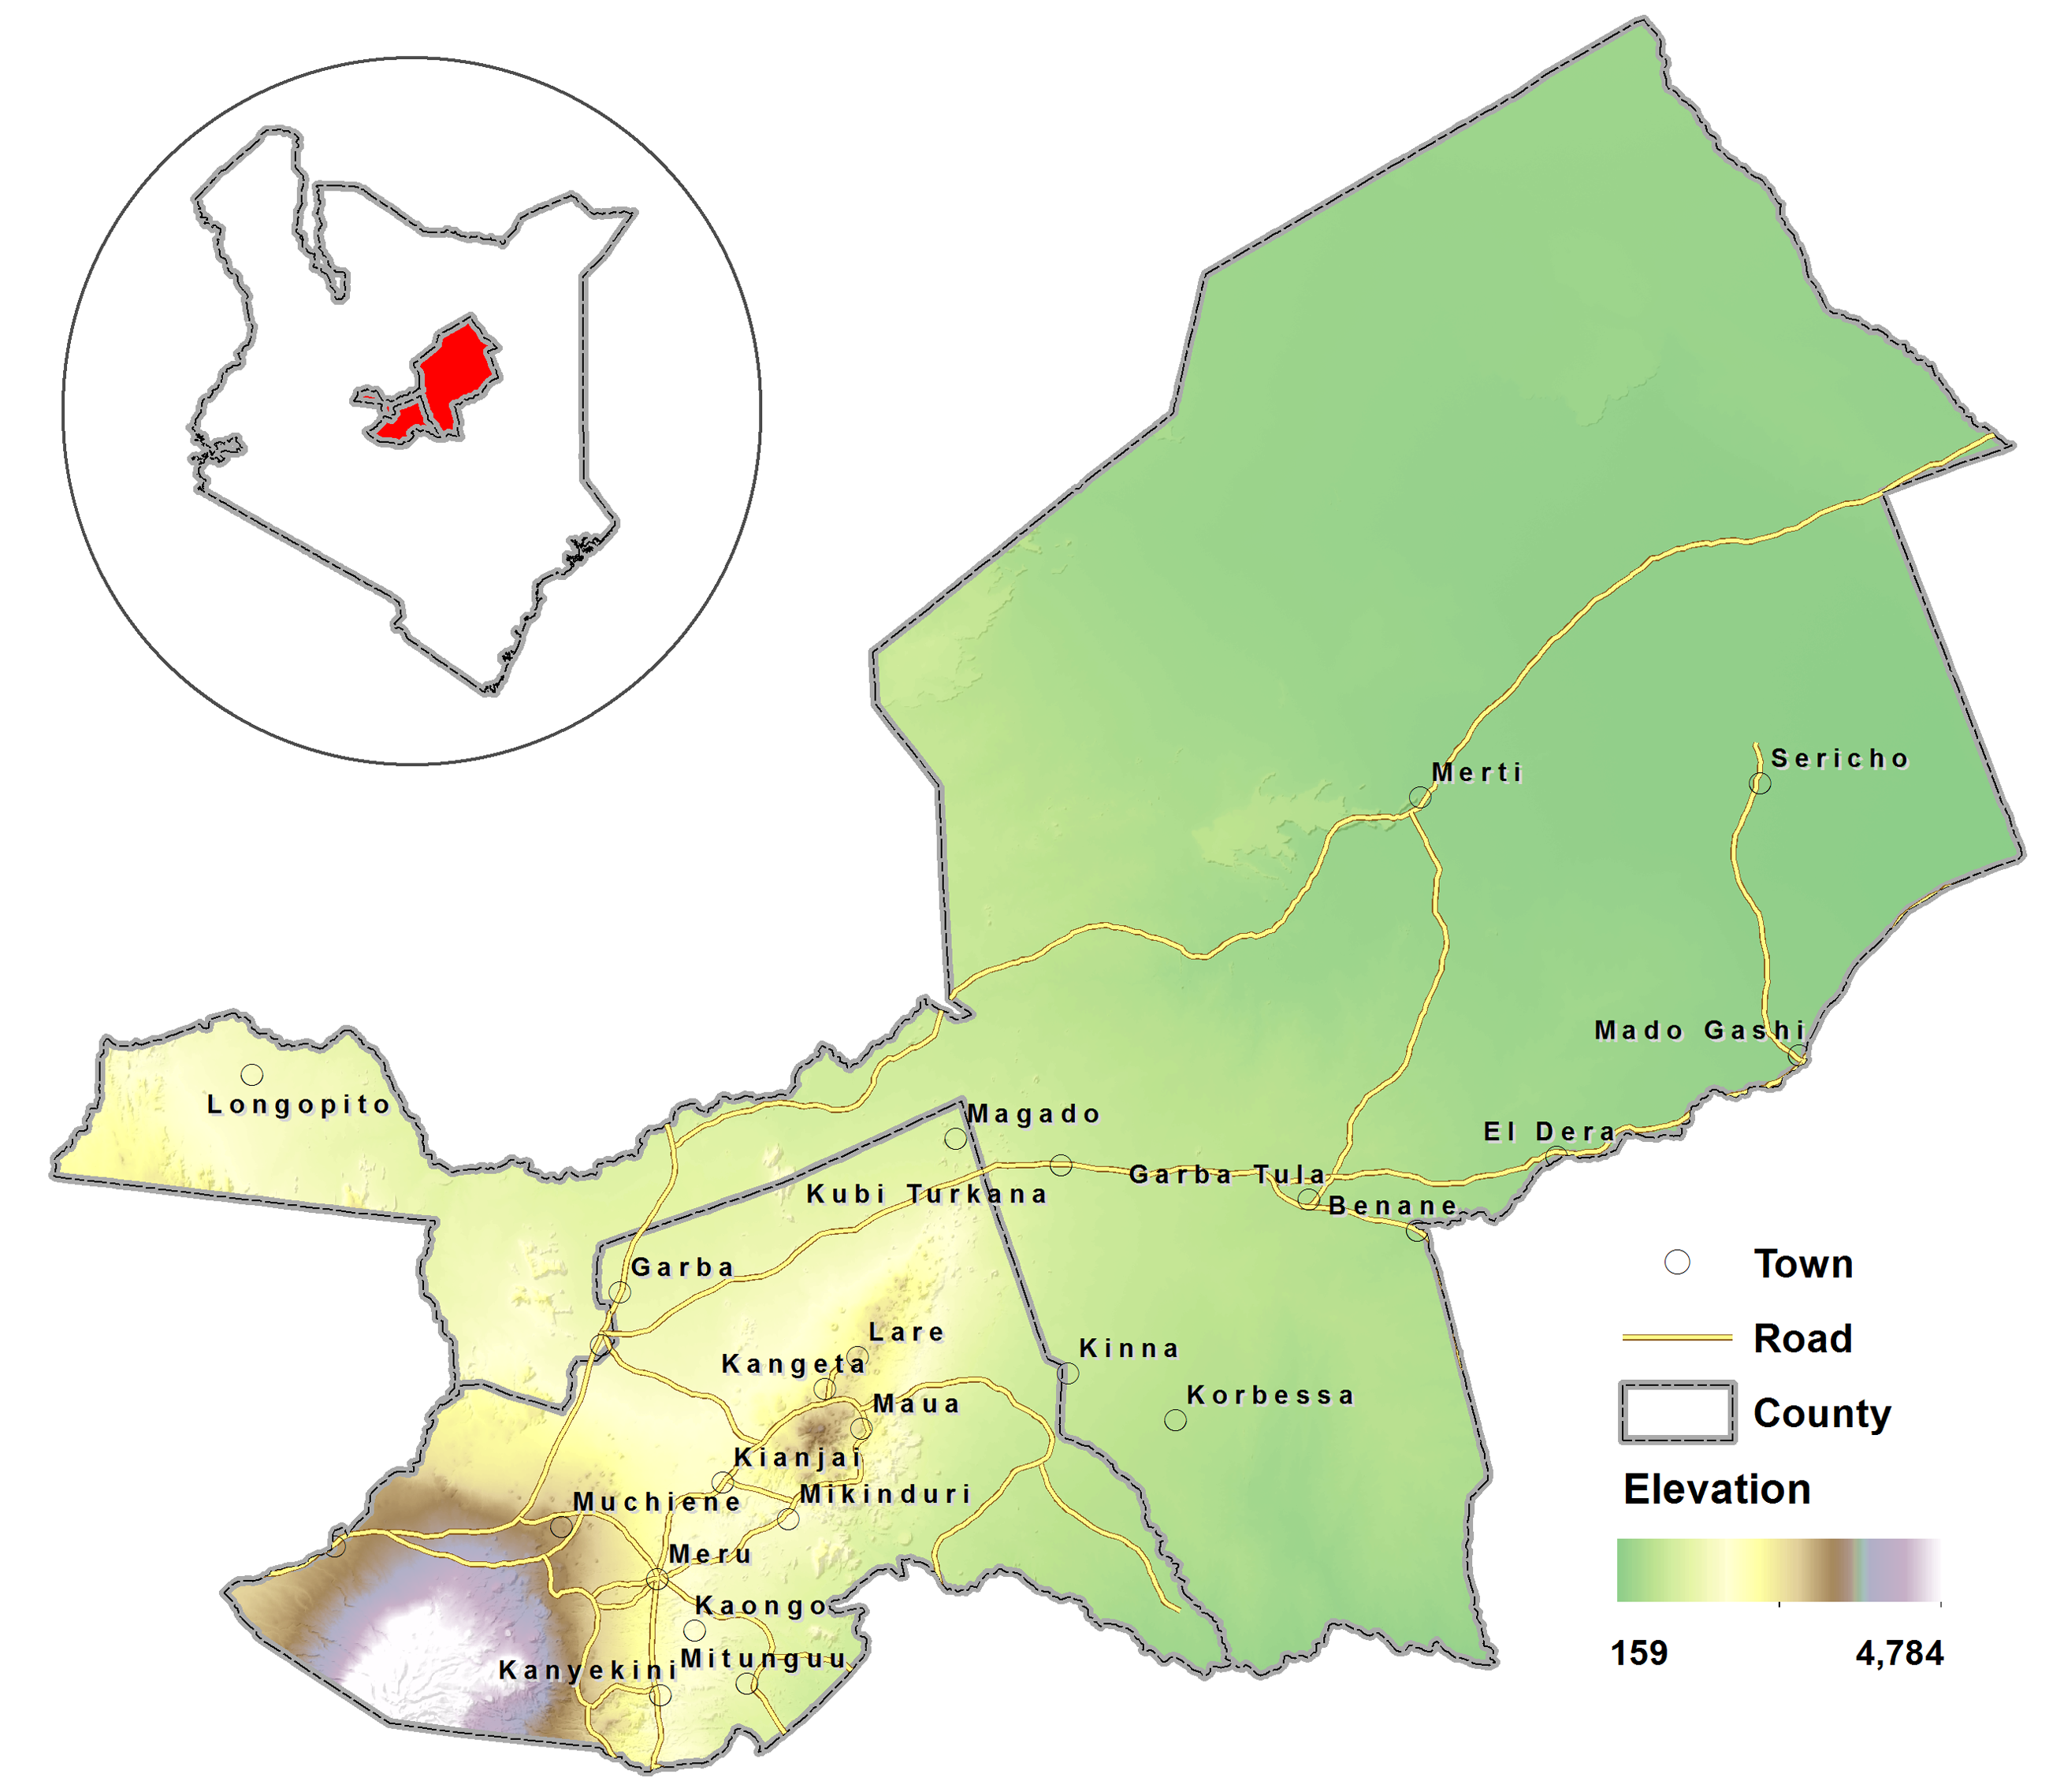 Merti
Sericho
Mado Gashi
Longopito
Magado
El Dera
Garba Tula
Kubi Turkana
Benane
Garba
Town
Lare
Road
Kinna
Kangeta
Korbessa
Maua
County
Kianjai
Elevation
Mikinduri
Muchiene
Meru
Kaongo
Mitunguu
Kanyekini
159
4,784